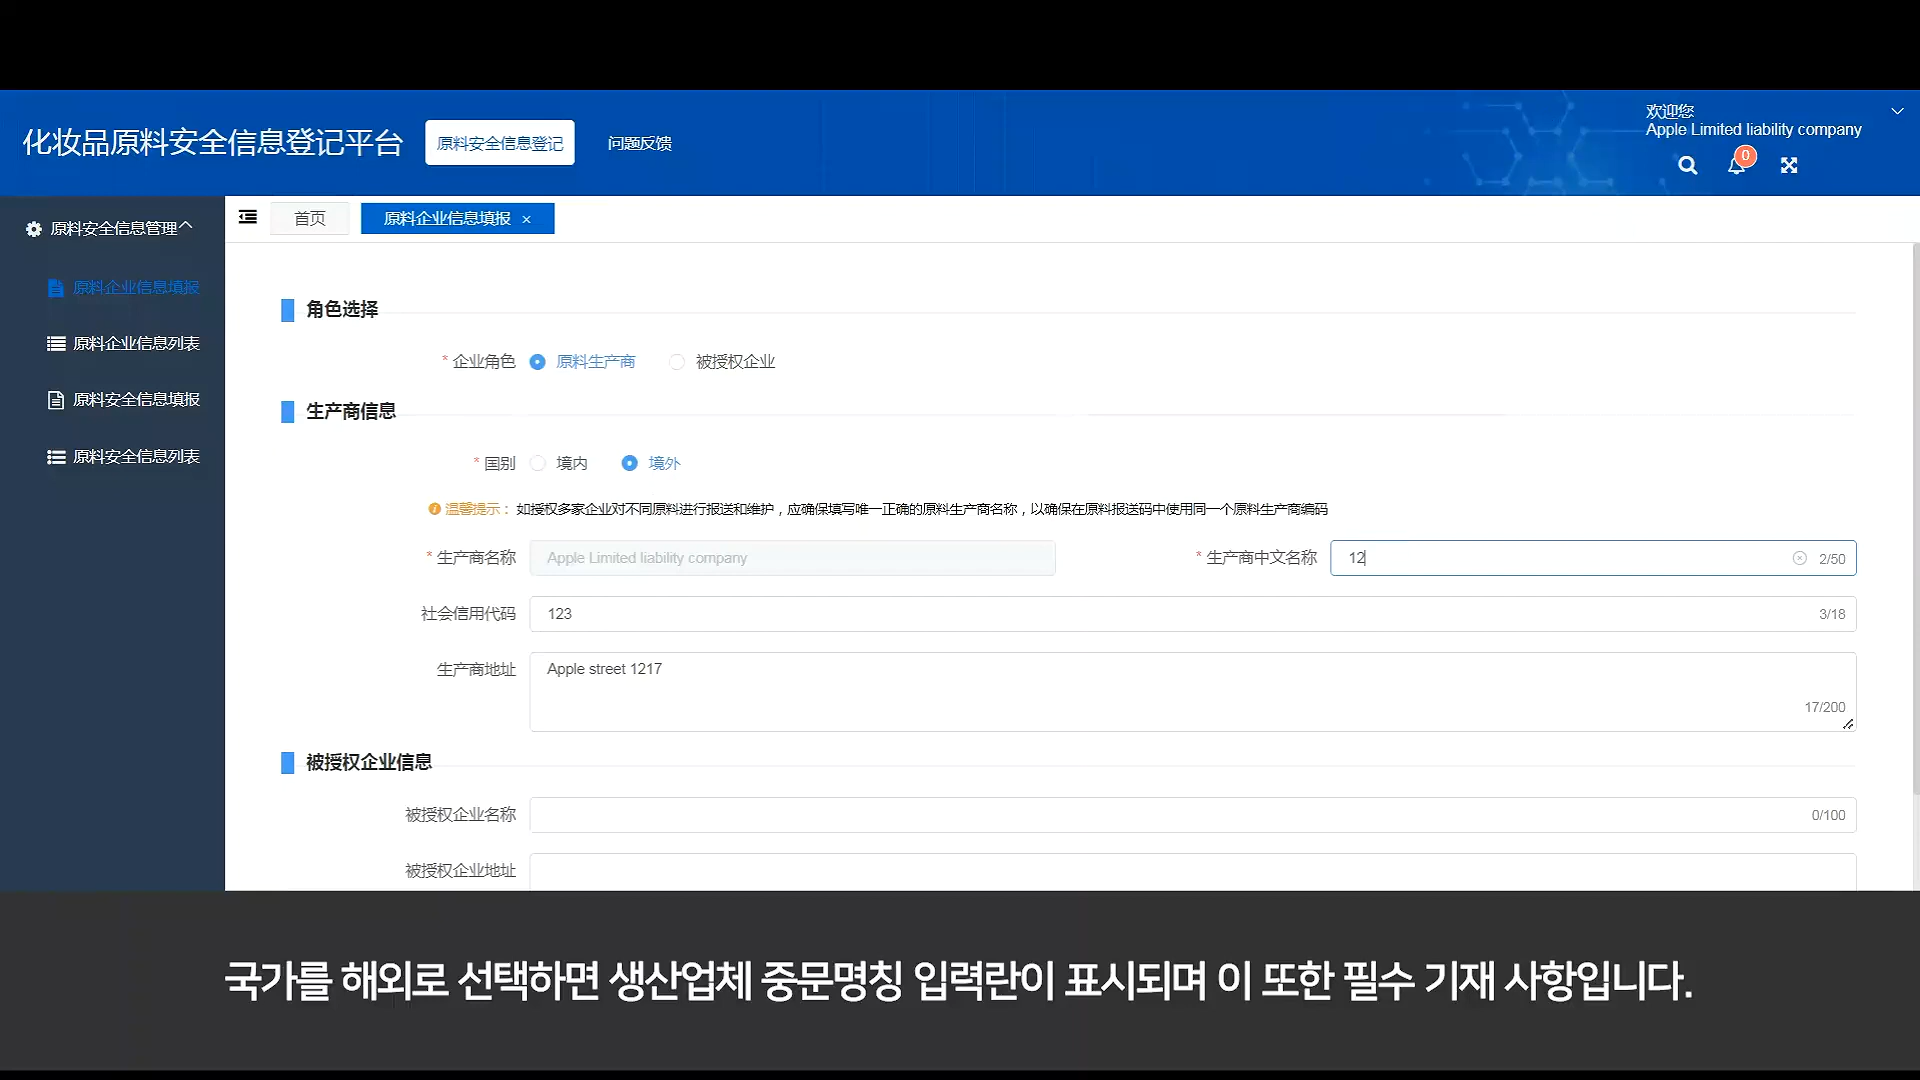 化妆品原料安全信息登记平台
原料安全信息登记
问题反馈
欢迎您
Apple Limited liability company
0
原料安全信息管理
原料企业信息填报
原料企业信息列表
原料安全信息填报
原料安全信息列表
首页
原料企业信息填报 ×
角色选择
* 企业角色 原料生产商 被授权企业
生产商信息
* 国别 境内 境外
温馨提示： 如授权多家企业对不同原料进行报送和维护，应确保填写唯一正确的原料生产商名称，以确保在原料报送码中使用同一个原料生产商编码
* 生产商名称 Apple Limited liability company * 生产商中文名称 12 2/50
社会信用代码 123 3/18
生产商地址 Apple street 1217
17/200
被授权企业信息
被授权企业名称 0/100
被授权企业地址
국가를 해외로 선택하면 생산업체 중문명칭 입력란이 표시되며 이 또한 필수 기재 사항입니다.